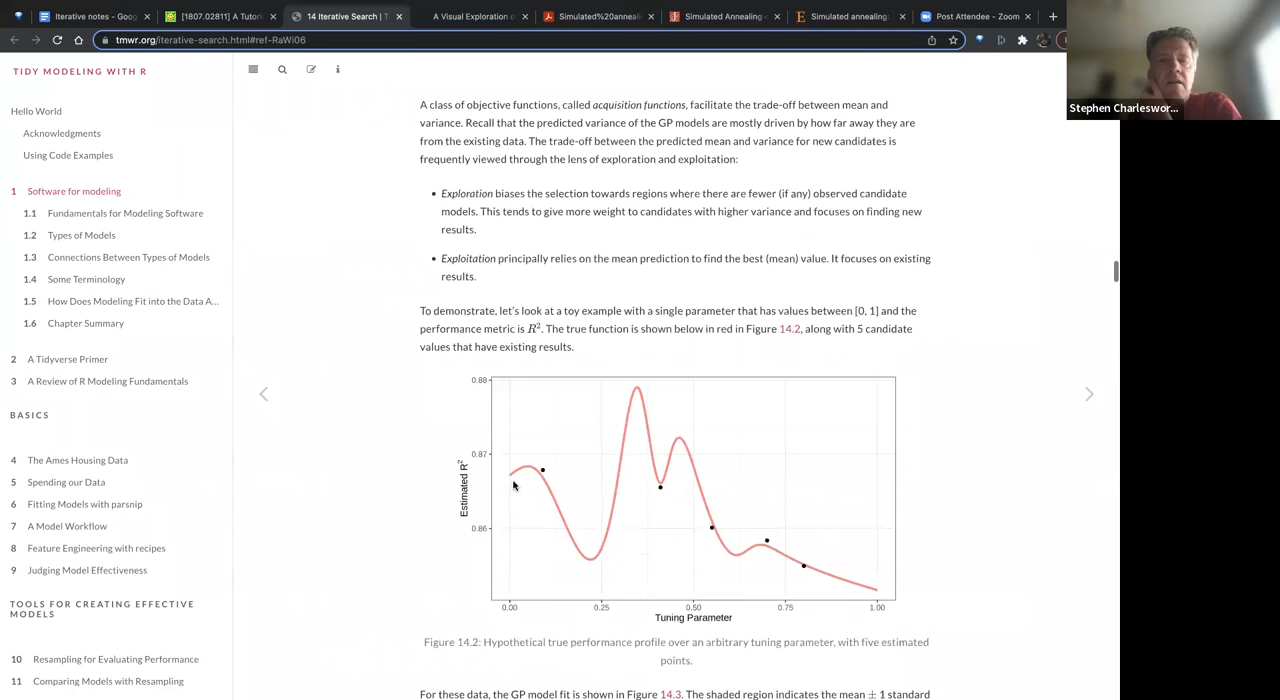 Iterative notes - Goog
[1807.02811] A Tutori
14 Iterative Search | T
A Visual Exploration o
Simulated%20anneali
Simulated Annealing
Simulated annealing:
Post Attendee - Zoom
tmwr.org/iterative-search.html#ref-RaWi06
Stephen Charleswor...
TIDY MODELING WITH R
Hello World
Acknowledgments
Using Code Examples
1 Software for modeling
1.1 Fundamentals for Modeling Software
1.2 Types of Models
1.3 Connections Between Types of Models
1.4 Some Terminology
1.5 How Does Modeling Fit into the Data A...
1.6 Chapter Summary
2 A Tidyverse Primer
3 A Review of R Modeling Fundamentals
BASICS
4 The Ames Housing Data
5 Spending our Data
6 Fitting Models with parsnip
7 A Model Workflow
8 Feature Engineering with recipes
9 Judging Model Effectiveness
TOOLS FOR CREATING EFFECTIVE
MODELS
10 Resampling for Evaluating Performance
11 Comparing Models with Resampling
A class of objective functions, called acquisition functions, facilitate the trade-off between mean and
variance. Recall that the predicted variance of the GP models are mostly driven by how far away they are
from the existing data. The trade-off between the predicted mean and variance for new candidates is
frequently viewed through the lens of exploration and exploitation:
• Exploration biases the selection towards regions where there are fewer (if any) observed candidate
models. This tends to give more weight to candidates with higher variance and focuses on finding new
results.
• Exploitation principally relies on the mean prediction to find the best (mean) value. It focuses on existing
results.
To demonstrate, let's look at a toy example with a single parameter that has values between [0, 1] and the
performance metric is R². The true function is shown below in red in Figure 14.2, along with 5 candidate
values that have existing results.
0.88
0.87
0.86
Estimated R²
0.00 0.25 0.50 0.75 1.00
Tuning Parameter
Figure 14.2: Hypothetical true performance profile over an arbitrary tuning parameter, with five estimated
points.
For these data, the GP model fit is shown in Figure 14.3. The shaded region indicates the mean ± 1 standard